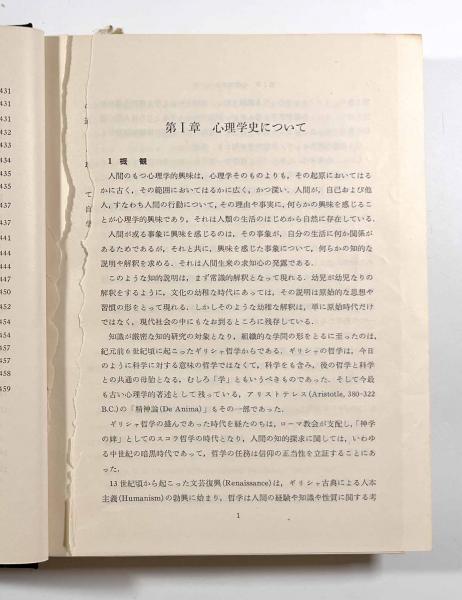 431
431
431
432
433
434
434
435
437
439
444
444
447
450
452
454
458
459
第Ⅰ章 心理学史について
1 概観
人間のもつ心理学的興味は，心理学そのものよりも，その起原においてはる
かに古く，その範囲においてはるかに広く，かつ深い．人間が，自己および他
人，すなわち人間の行動について，その理由や事実に，何らかの興味を感じるこ
とが心理学的興味であり，それは人類の生活のはじめから自然に存在している．
人間が或る事象に興味を感じるのは，その事象が，自分の生活に何か関係が
あるためであるが，それと共に，興味を感じた事象について，何らかの知的な
説明や解釈を求める．それは人間生来の求知心の発露である．
このような知的説明は，まず常識的解釈となって現れる．幼児が幼児なりの
解釈をするように，文化の幼稚な時代にあっては，その説明は原始的な思想や
習慣の形をとって現れる．しかしそのような幼稚な解釈は，単に原始時代だけ
ではなく，現代社会の中にもなお到るところに残存している．
知識が厳密な知的研究の対象となり，組織的な学問の形をとるに至ったのは，
紀元前6世紀頃に起こったギリシャ哲学からである．ギリシャの哲学は，今日
のように科学に対する意味の哲学ではなくて，科学をも含み，後の哲学と科学
との共通の母胎となる，むしろ「学」ともいうべきものであった．そして今最
も古い心理学的著述として残っている，アリストテレス(Aristotle, 380-322
B.C.)の「精神論(De Anima)」もその一部であった．
ギリシャ哲学の盛んであった時代を経たのちは，ローマ教会が支配し，「神学
の婢」としてのスコラ哲学の時代となり，人間の知的探求に関しては，いわゆ
る中世紀の暗黒時代であって，哲学の任務は信仰の正当性を立証することにあ
った．
13世紀頃から起こった文芸復興(Renaissance)は，ギリシャ古典による人本
主義(Humanism)の勃興に始まり，哲学は人間の経験や知識や性質に関する考
1